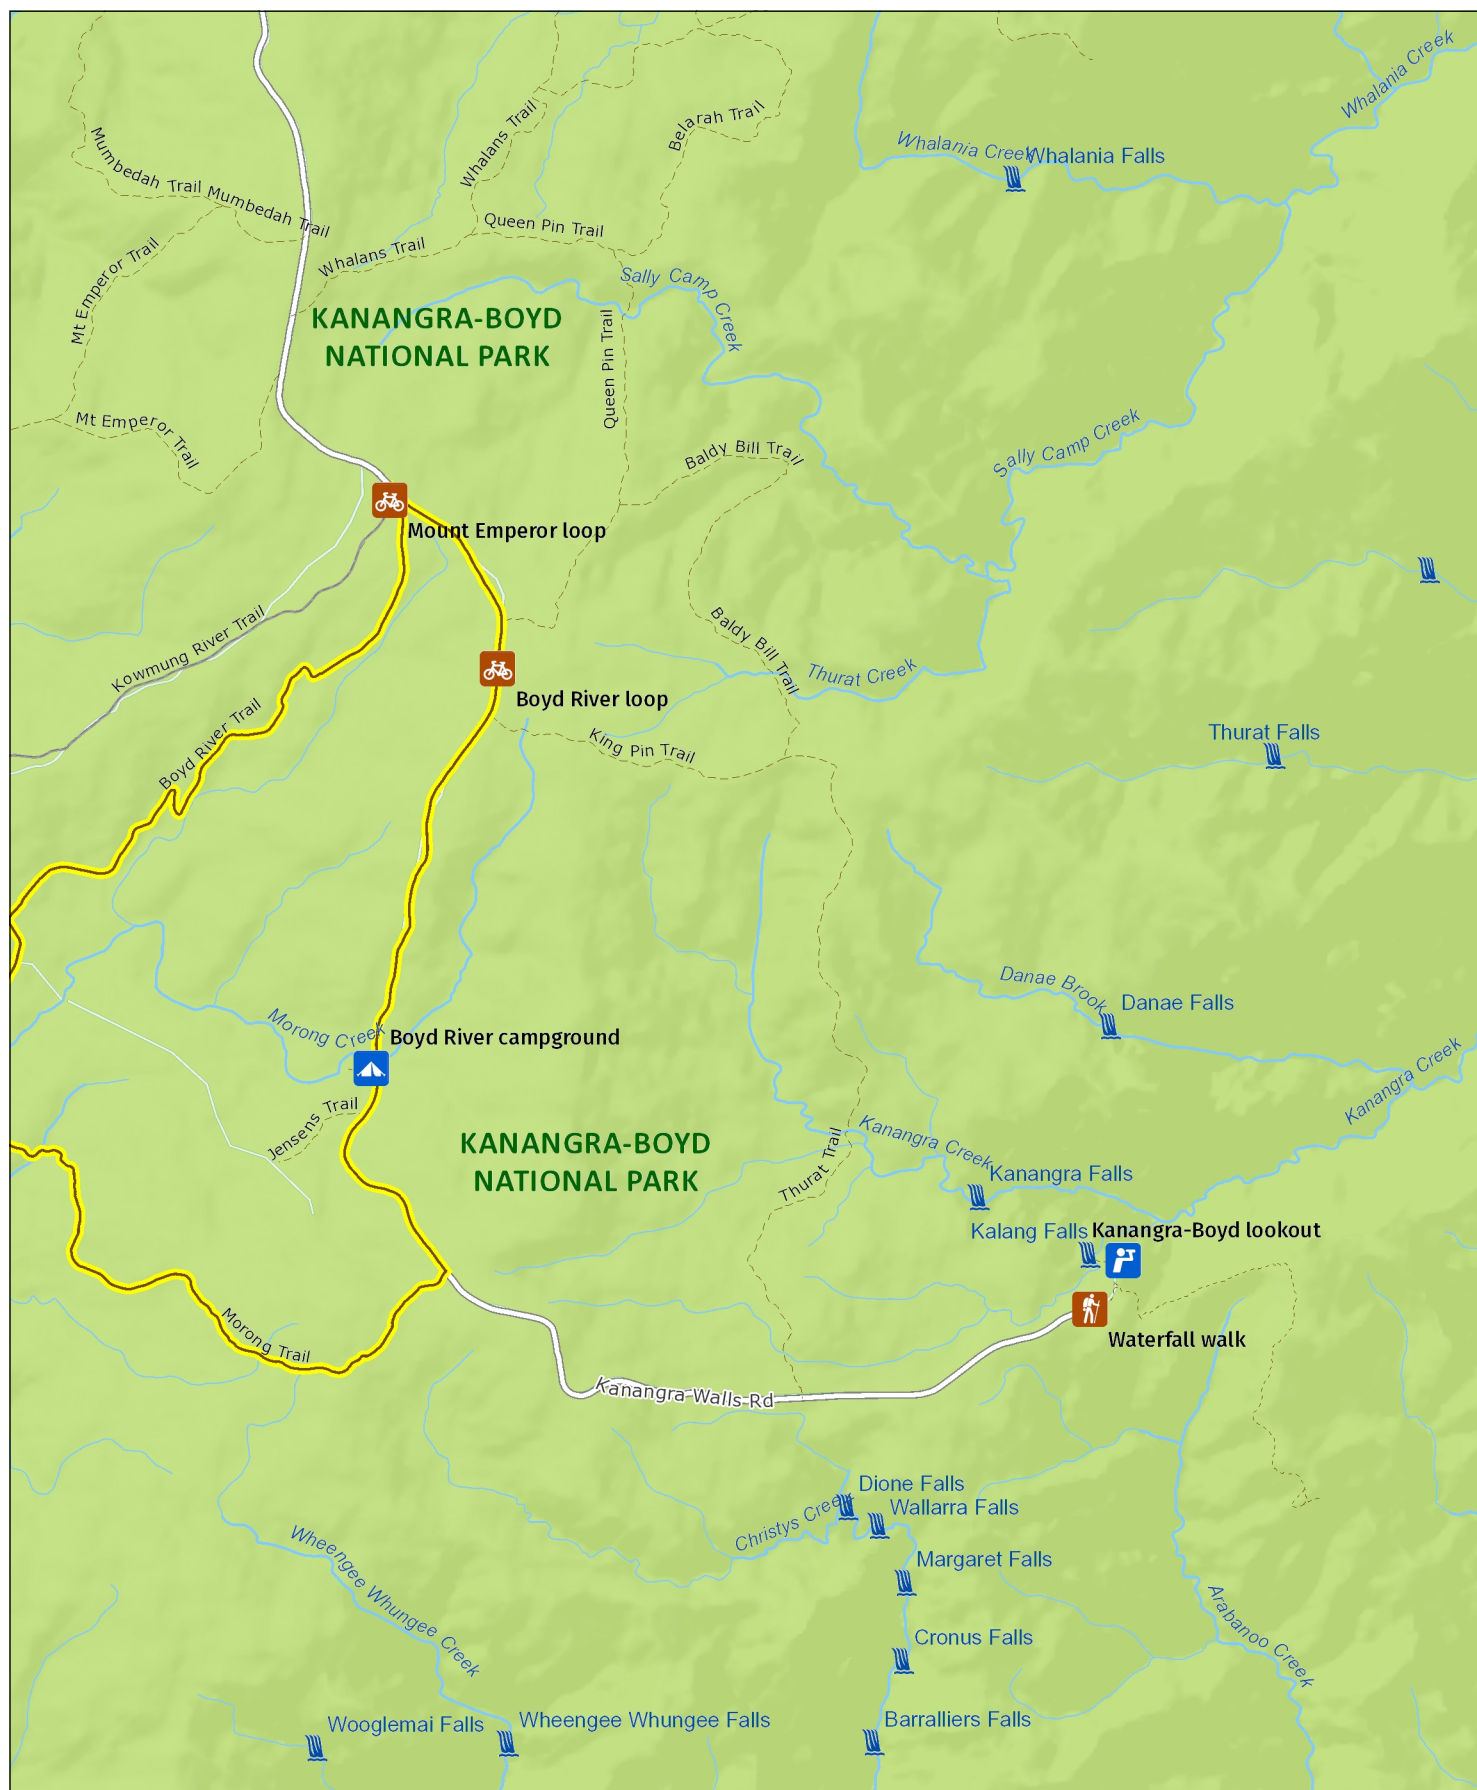 Whalania Creek
Whalans Trail
Belarah Trail
Mumbedah Trail
Mumbedah Trail
Whalania Creek
Whalania Falls
Queen Pin Trail
Mt Emperor Trail
Whalans Trail
Sally Camp Creek
KANANGRA-BOYD
NATIONAL PARK
Queen Pin Trail
Mt Emperor Trail
Baldy Bill Trail
Sally Camp Creek
Mount Emperor loop
Kowmung River Trail
Baldy Bill Trail
Thurat Creek
Boyd River loop
Boyd River Trail
King Pin Trail
Thurat Falls
Danae Brook
Danae Falls
Morong Creek
Boyd River campground
Jensens Trail
Kanangra Creek
KANANGRA-BOYD
NATIONAL PARK
Kanangra Creek
Thurat Trail
Kanangra Falls
Kalang Falls
Kanangra-Boyd lookout
Morong Trail
Waterfall walk
Kanangra Walls Rd
Dione Falls
Christys Creek
Wallarra Falls
Margaret Falls
Wheengee Whungee Creek
Arabanoo Creek
Cronus Falls
Wooglemai Falls
Wheengee Whungee Falls
Barralliers Falls